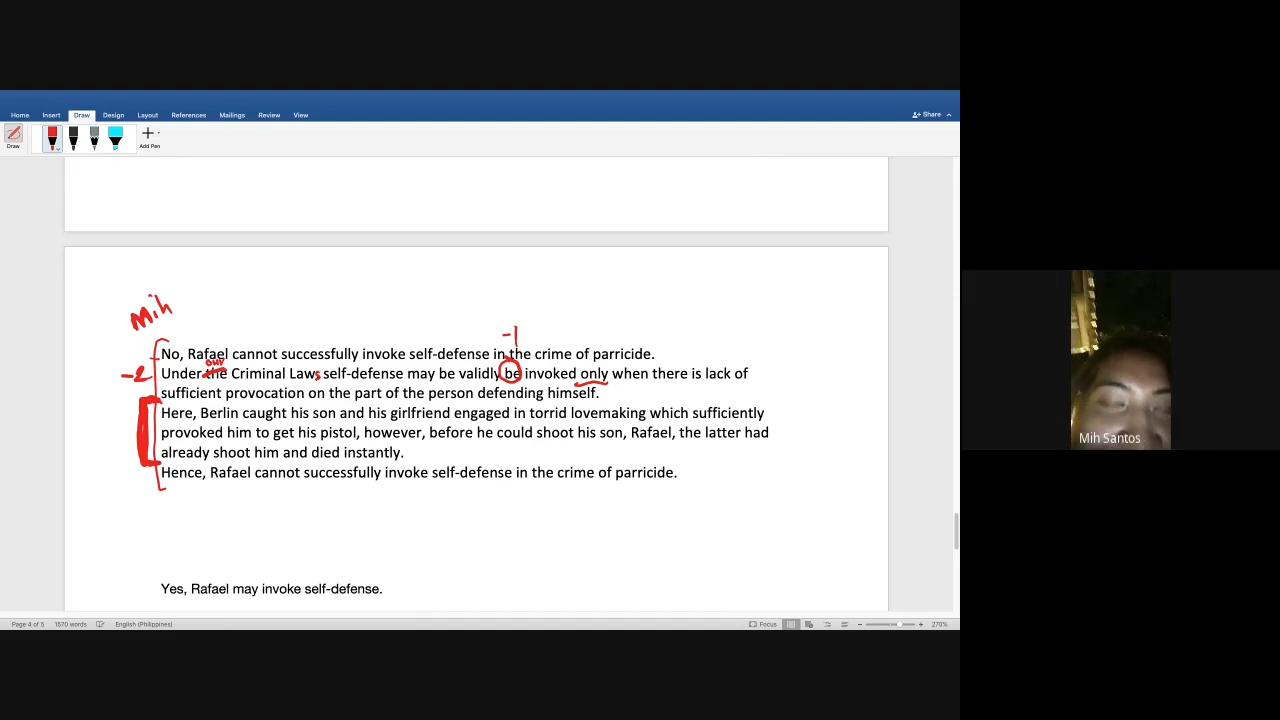 Home Insert Draw Design Layout References Mailings Review View Share
Draw Add Pen
Mih
-1
No, Rafael cannot successfully invoke self-defense in the crime of parricide.
our
-2 Under the Criminal Laws self-defense may be validly be invoked only when there is lack of
sufficient provocation on the part of the person defending himself.
Here, Berlin caught his son and his girlfriend engaged in torrid lovemaking which sufficiently
provoked him to get his pistol, however, before he could shoot his son, Rafael, the latter had
already shoot him and died instantly.
Hence, Rafael cannot successfully invoke self-defense in the crime of parricide.
Mih Santos
Yes, Rafael may invoke self-defense.
Page 4 of 5 1570 words English (Philippines) Focus 270%